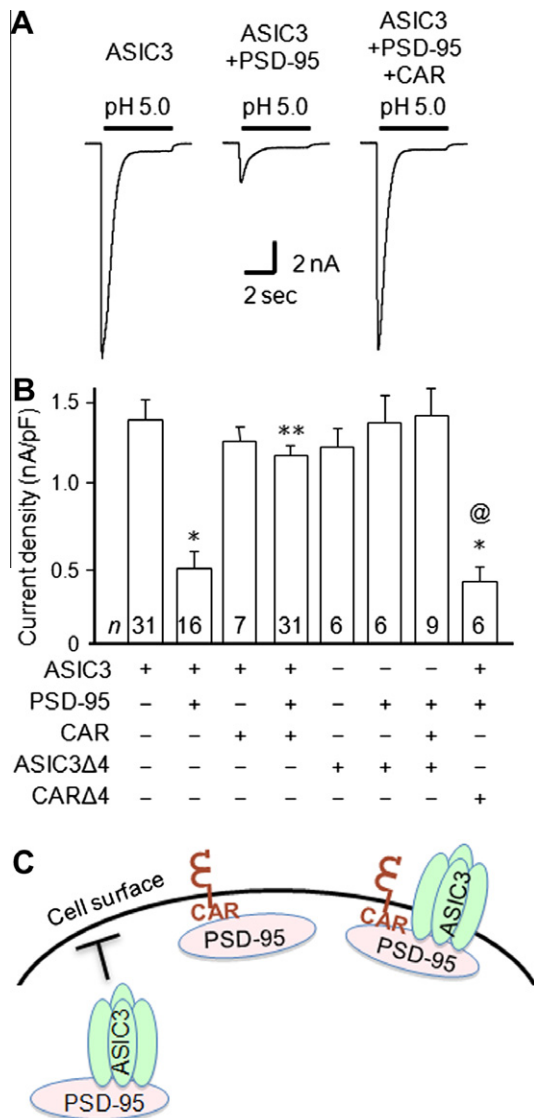 A
ASIC3
ASIC3
+PSD-95
ASIC3
+PSD-95
+CAR
pH 5.0 pH 5.0 pH 5.0
2 nA
2 sec
B
Current density (nA/pF)
1.5
1.0
0.5
0
* ** @ *
n 31 16 7 31 6 6 9 6
ASIC3 + + + + – – – +
PSD-95 – + – + – + + +
CAR – – + + – – + –
ASIC3Δ4 – – – – + + + –
CARΔ4 – – – – – – – +
C
Cell surface
CAR
PSD-95
CAR
ASIC3
PSD-95
ASIC3
PSD-95